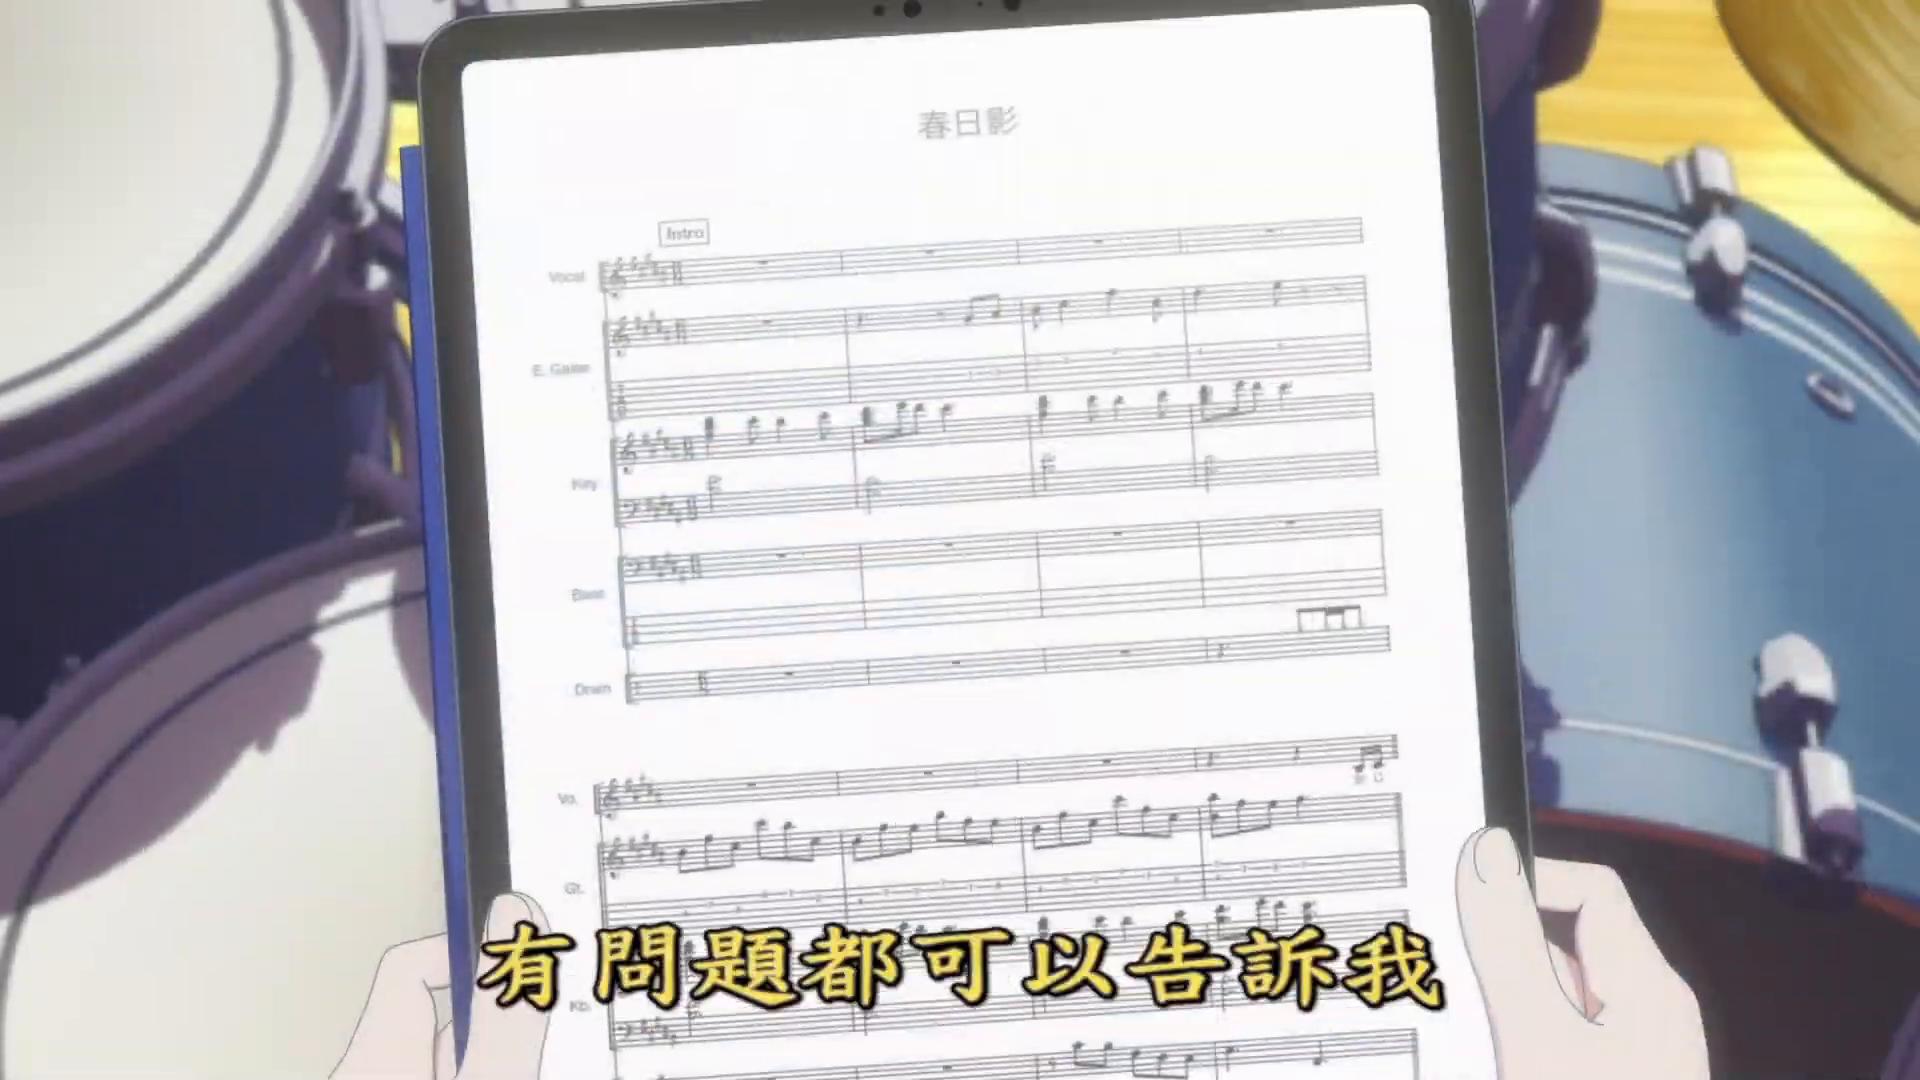 春日影
Intro
Vocal
E. Guitar
Key
Bass
Drum
Vo.
Gt.
Kb.
有問題都可以告訴我